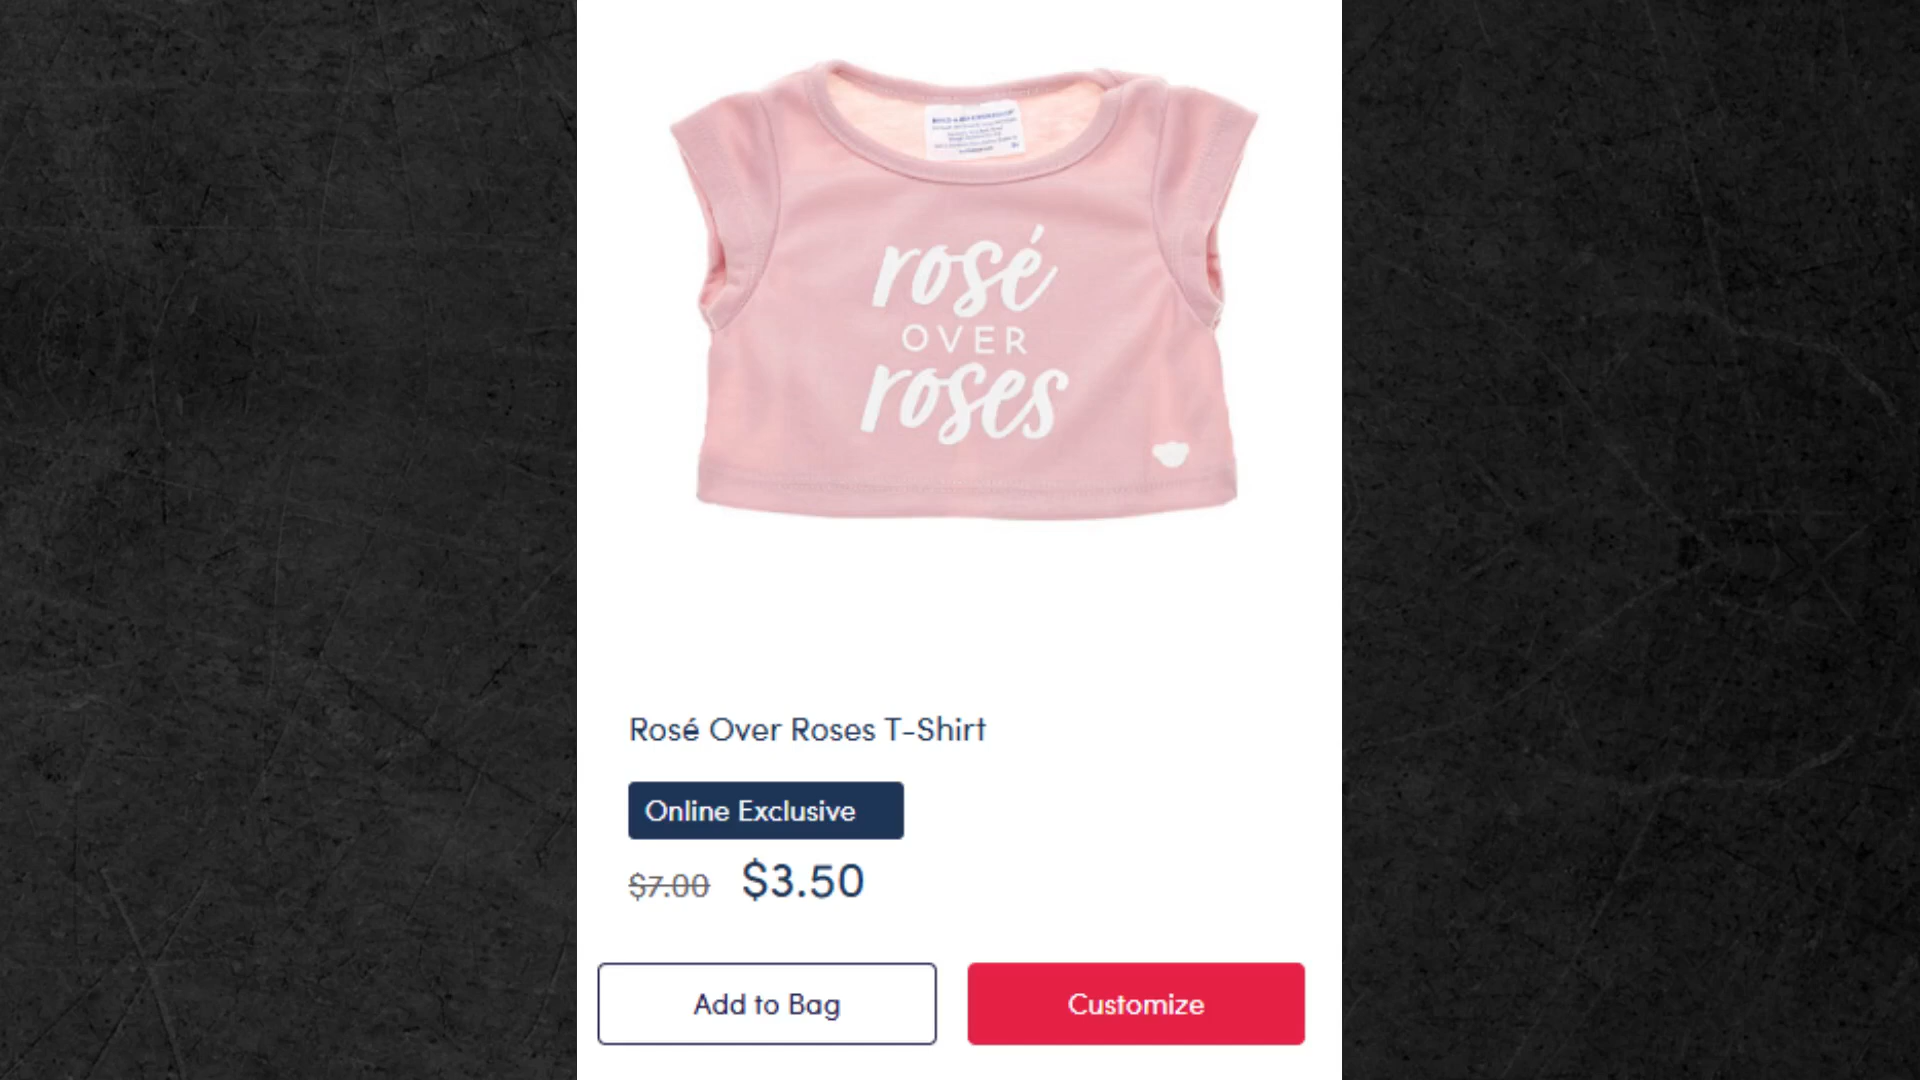 rosé
OVER
roses
Rosé Over Roses T-Shirt
Online Exclusive
$7.00 $3.50
Add to Bag
Customize